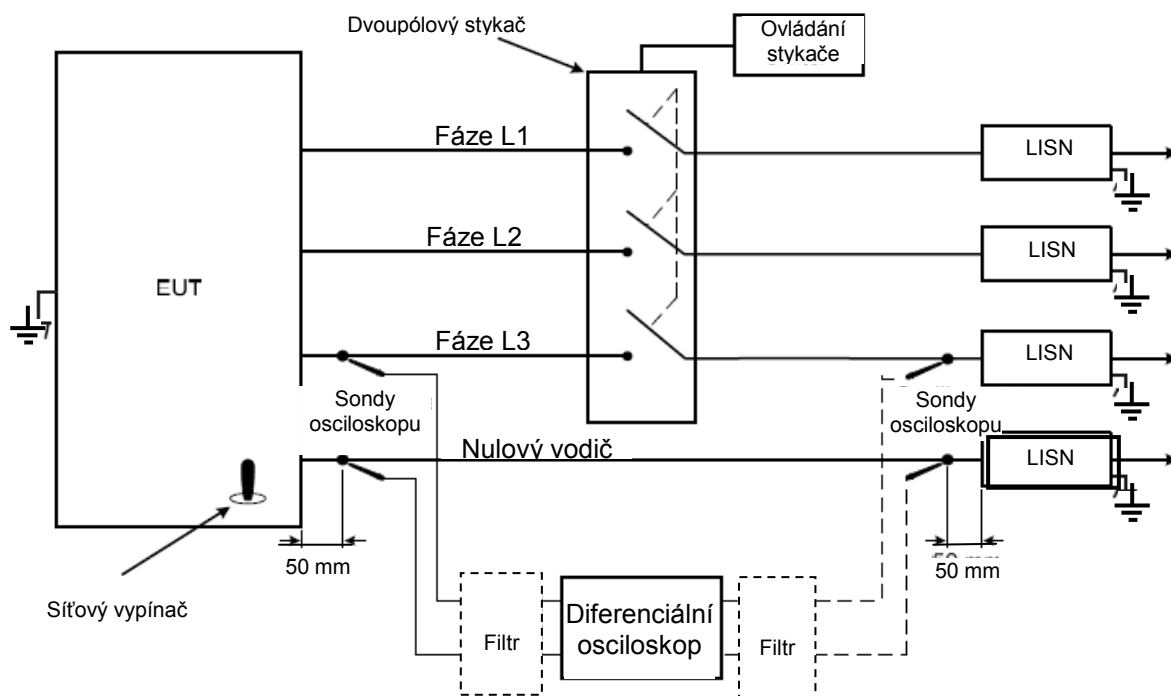 Dvoupólový stykač
Ovládání
stykače
Fáze L1
LISN
Fáze L2
LISN
EUT
Fáze L3
LISN
Sondy
osciloskopu
Sondy
osciloskopu
Nulový vodič
LISN
50 mm
50 mm
Síťový vypínač
Filtr
Diferenciální
osciloskop
Filtr